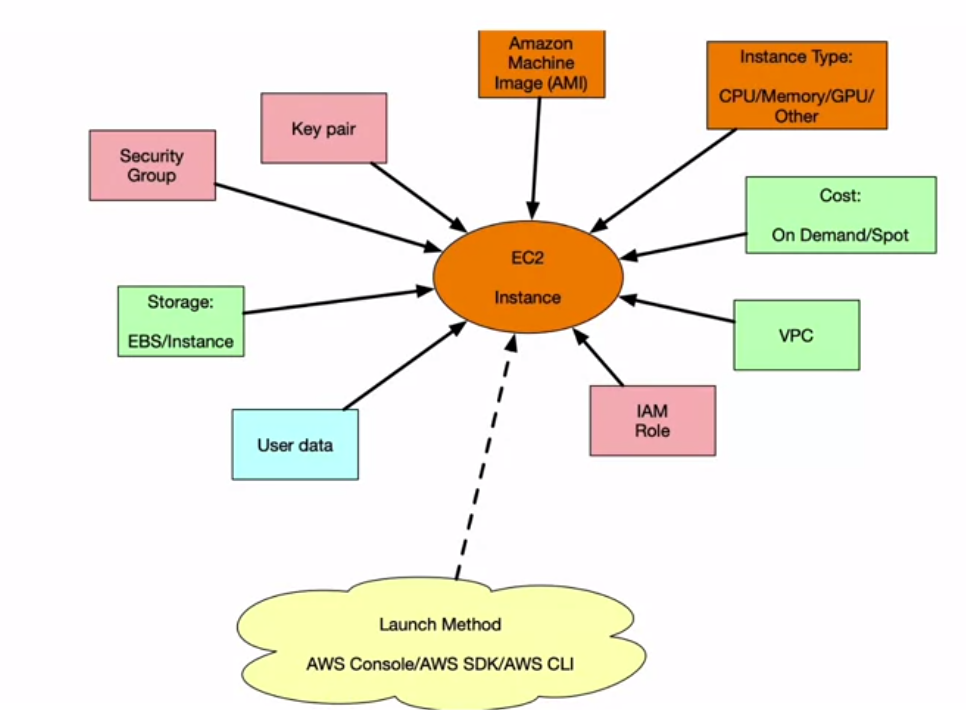 Amazon
Machine
Image (AMI)
Instance Type:
CPU/Memory/GPU/
Other
Key pair
Security
Group
Cost:
On Demand/Spot
EC2
Instance
Storage:
EBS/Instance
VPC
IAM
Role
User data
Launch Method
AWS Console/AWS SDK/AWS CLI